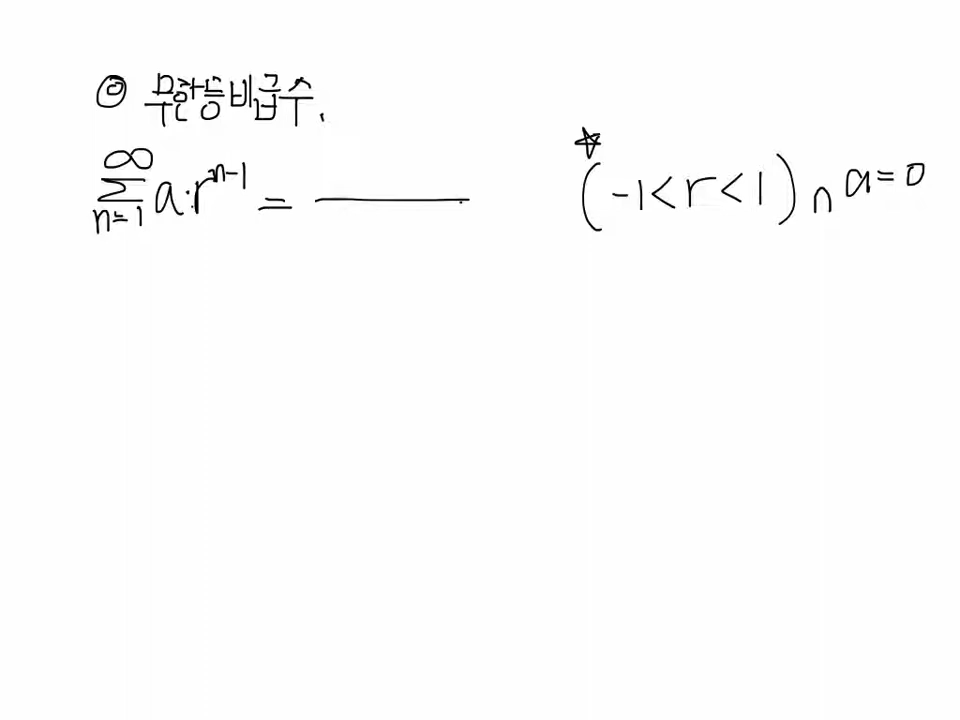 ◎ 무한등비급수.
∞
∑ a·r^{n-1} = ―――― ☆ (-1<r<1) ∩ a=0
n=1